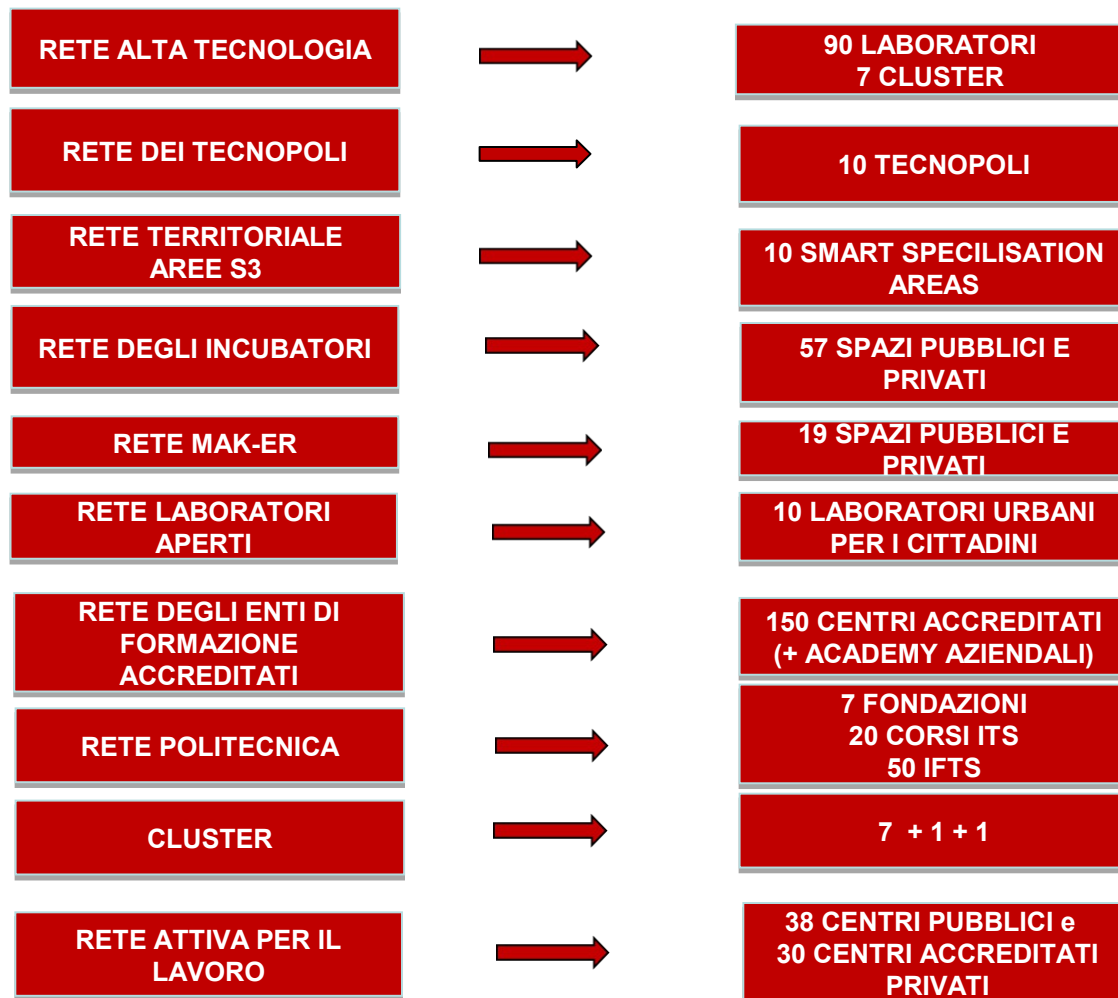 RETE ALTA TECNOLOGIA
90 LABORATORI
7 CLUSTER
RETE DEI TECNOPOLI
10 TECNOPOLI
RETE TERRITORIALE
AREE S3
10 SMART SPECILISATION
AREAS
RETE DEGLI INCUBATORI
57 SPAZI PUBBLICI E
PRIVATI
RETE MAK-ER
19 SPAZI PUBBLICI E
PRIVATI
RETE LABORATORI
APERTI
10 LABORATORI URBANI
PER I CITTADINI
RETE DEGLI ENTI DI
FORMAZIONE
ACCREDITATI
150 CENTRI ACCREDITATI
(+ ACADEMY AZIENDALI)
RETE POLITECNICA
7 FONDAZIONI
20 CORSI ITS
50 IFTS
CLUSTER
7 + 1 + 1
RETE ATTIVA PER IL
LAVORO
38 CENTRI PUBBLICI e
30 CENTRI ACCREDITATI
PRIVATI